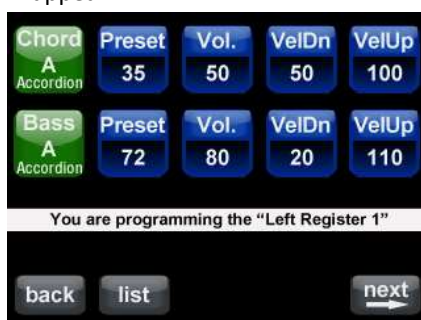 Chord Preset Vol. VelDn VelUp
A 35 50 50 100
Accordion
Bass Preset Vol. VelDn VelUp
A 72 80 20 110
Accordion
You are programming the “Left Register 1”
back list next